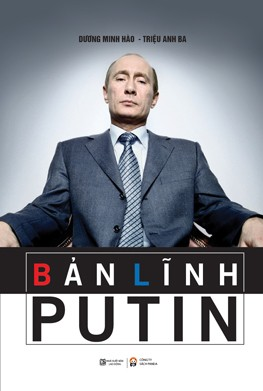 DƯƠNG MINH HÀO - TRIỆU ANH BA
BẢN LĨNH
PUTIN